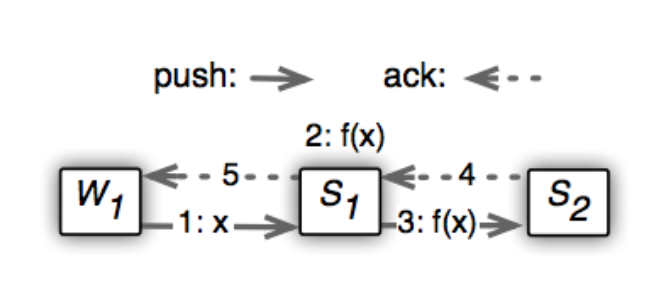 push: ack:
2: f(x)
W1 5 S1 4 S2
1: x 3: f(x)